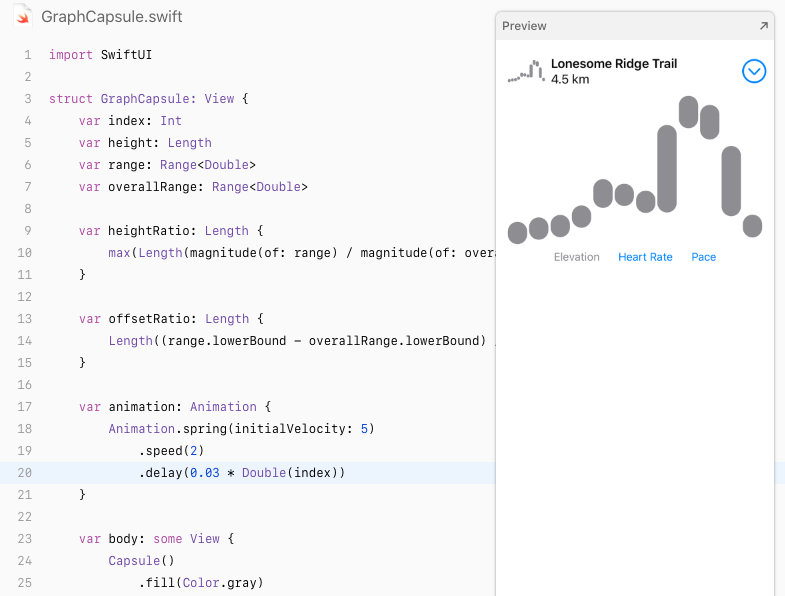 GraphCapsule.swift
1 import SwiftUI
2
3 struct GraphCapsule: View {
4 var index: Int
5 var height: Length
6 var range: Range<Double>
7 var overallRange: Range<Double>
8
9 var heightRatio: Length {
10 max(Length(magnitude(of: range) / magnitude(of: overa
11 }
12
13 var offsetRatio: Length {
14 Length((range.lowerBound - overallRange.lowerBound)
15 }
16
17 var animation: Animation {
18 Animation.spring(initialVelocity: 5)
19 .speed(2)
20 .delay(0.03 * Double(index))
21 }
22
23 var body: some View {
24 Capsule()
25 .fill(Color.gray)
Preview
Lonesome Ridge Trail
4.5 km
Elevation Heart Rate Pace